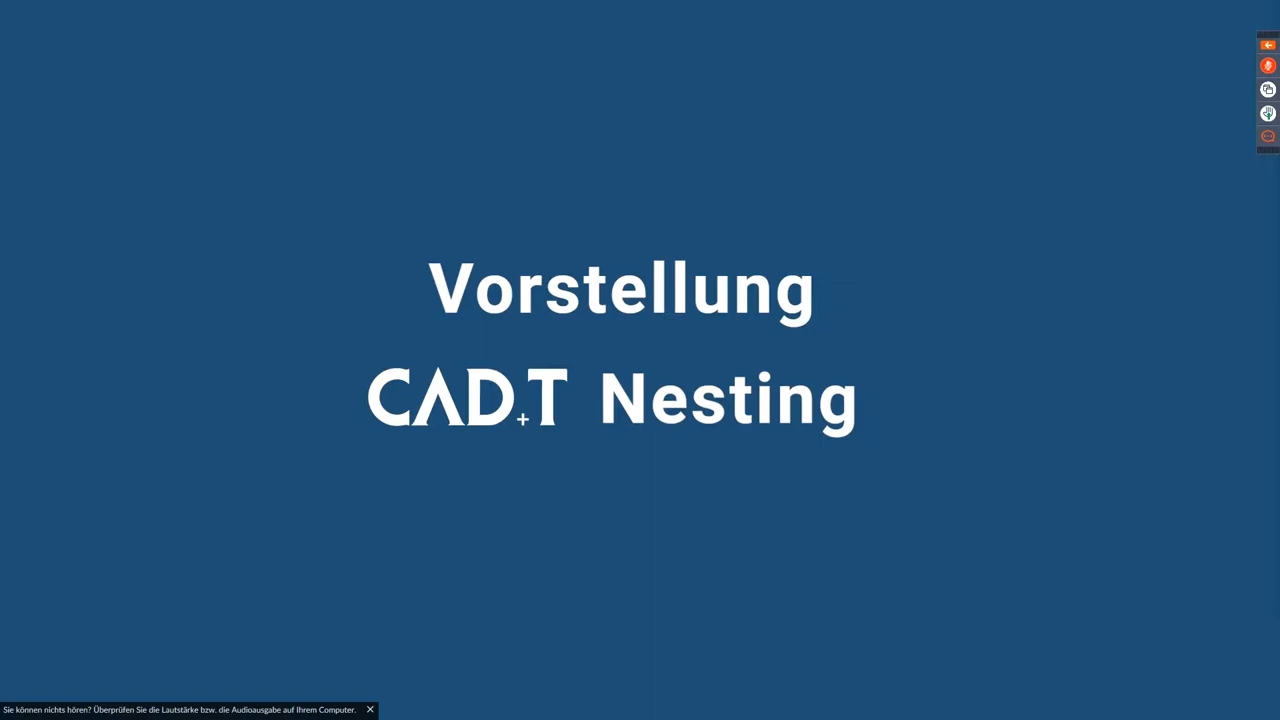 Vorstellung
CAD+T Nesting
Sie können nichts hören? Überprüfen Sie die Lautstärke bzw. die Audioausgabe auf Ihrem Computer.